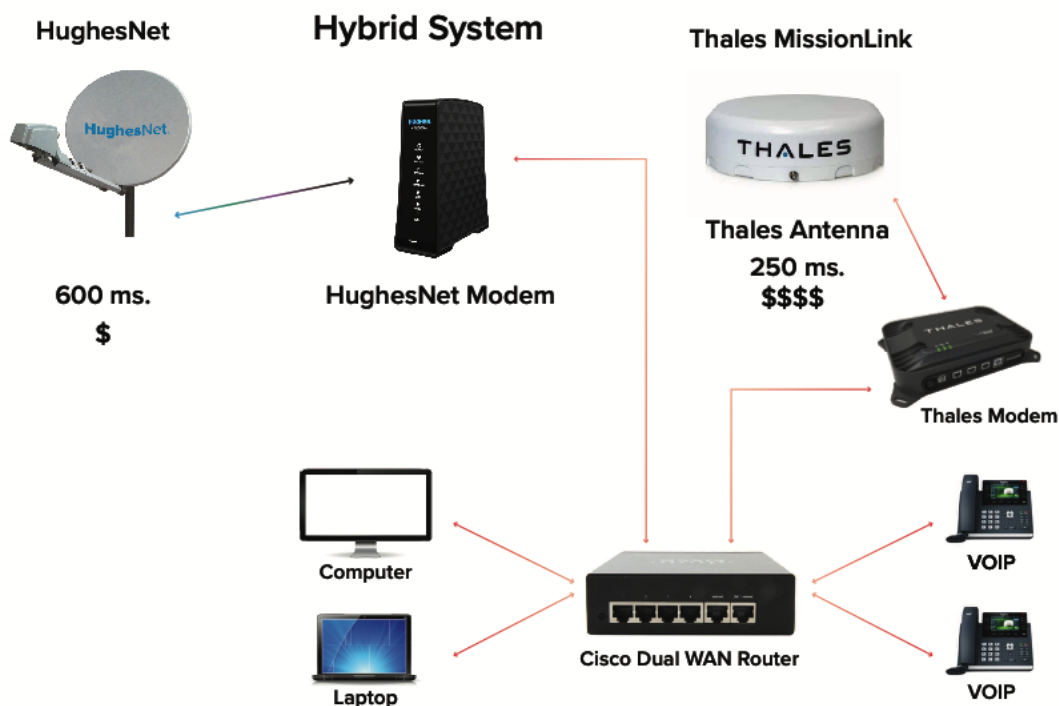 HughesNet
Hybrid System
Thales MissionLink
HughesNet.
HUGHES
THALES
Thales Antenna
250 ms.
$$$$
600 ms.
$
HughesNet Modem
THALES
Thales Modem
Computer
Laptop
Cisco Dual WAN Router
VOIP
VOIP